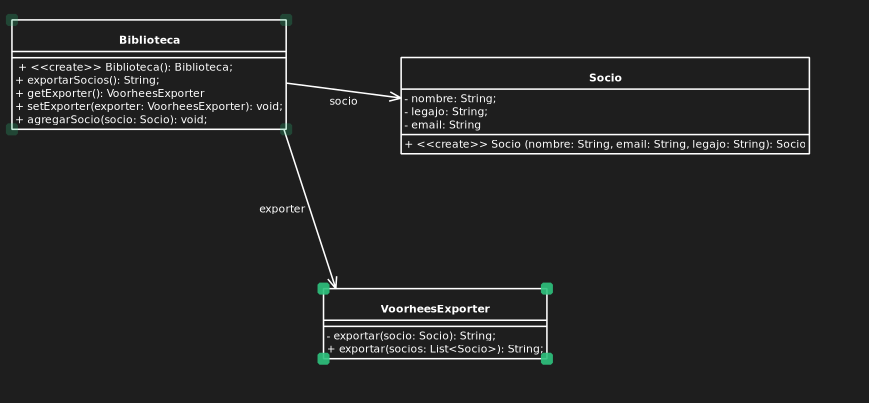 Biblioteca
+ <<create>> Biblioteca(): Biblioteca;
+ exportarSocios(): String;
+ getExporter(): VoorheesExporter
+ setExporter(exporter: VoorheesExporter): void;
+ agregarSocio(socio: Socio): void;
socio
Socio
- nombre: String;
- legajo: String;
- email: String
+ <<create>> Socio (nombre: String, email: String, legajo: String): Socio
exporter
VoorheesExporter
- exportar(socio: Socio): String;
+ exportar(socios: List<Socio>): String;